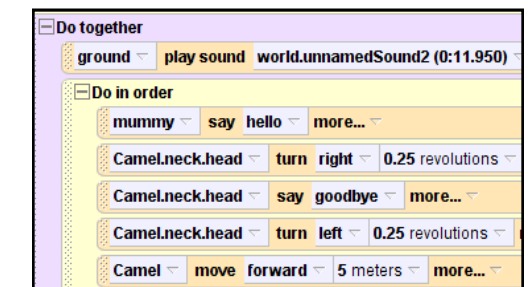 Do together
ground play sound world.unnamedSound2 (0:11.950)
Do in order
mummy say hello more...
Camel.neck.head turn right 0.25 revolutions
Camel.neck.head say goodbye more...
Camel.neck.head turn left 0.25 revolutions
Camel move forward 5 meters more...